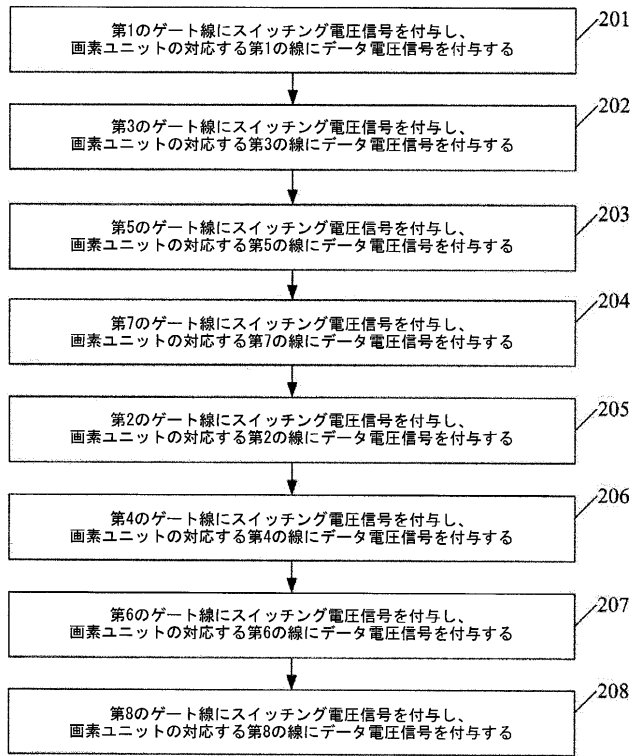 第1のゲート線にスイッチング電圧信号を付与し、
画素ユニットの対応する第1の線にデータ電圧信号を付与する
201
第3のゲート線にスイッチング電圧信号を付与し、
画素ユニットの対応する第3の線にデータ電圧信号を付与する
202
第5のゲート線にスイッチング電圧信号を付与し、
画素ユニットの対応する第5の線にデータ電圧信号を付与する
203
第7のゲート線にスイッチング電圧信号を付与し、
画素ユニットの対応する第7の線にデータ電圧信号を付与する
204
第2のゲート線にスイッチング電圧信号を付与し、
画素ユニットの対応する第2の線にデータ電圧信号を付与する
205
第4のゲート線にスイッチング電圧信号を付与し、
画素ユニットの対応する第4の線にデータ電圧信号を付与する
206
第6のゲート線にスイッチング電圧信号を付与し、
画素ユニットの対応する第6の線にデータ電圧信号を付与する
207
第8のゲート線にスイッチング電圧信号を付与し、
画素ユニットの対応する第8の線にデータ電圧信号を付与する
208